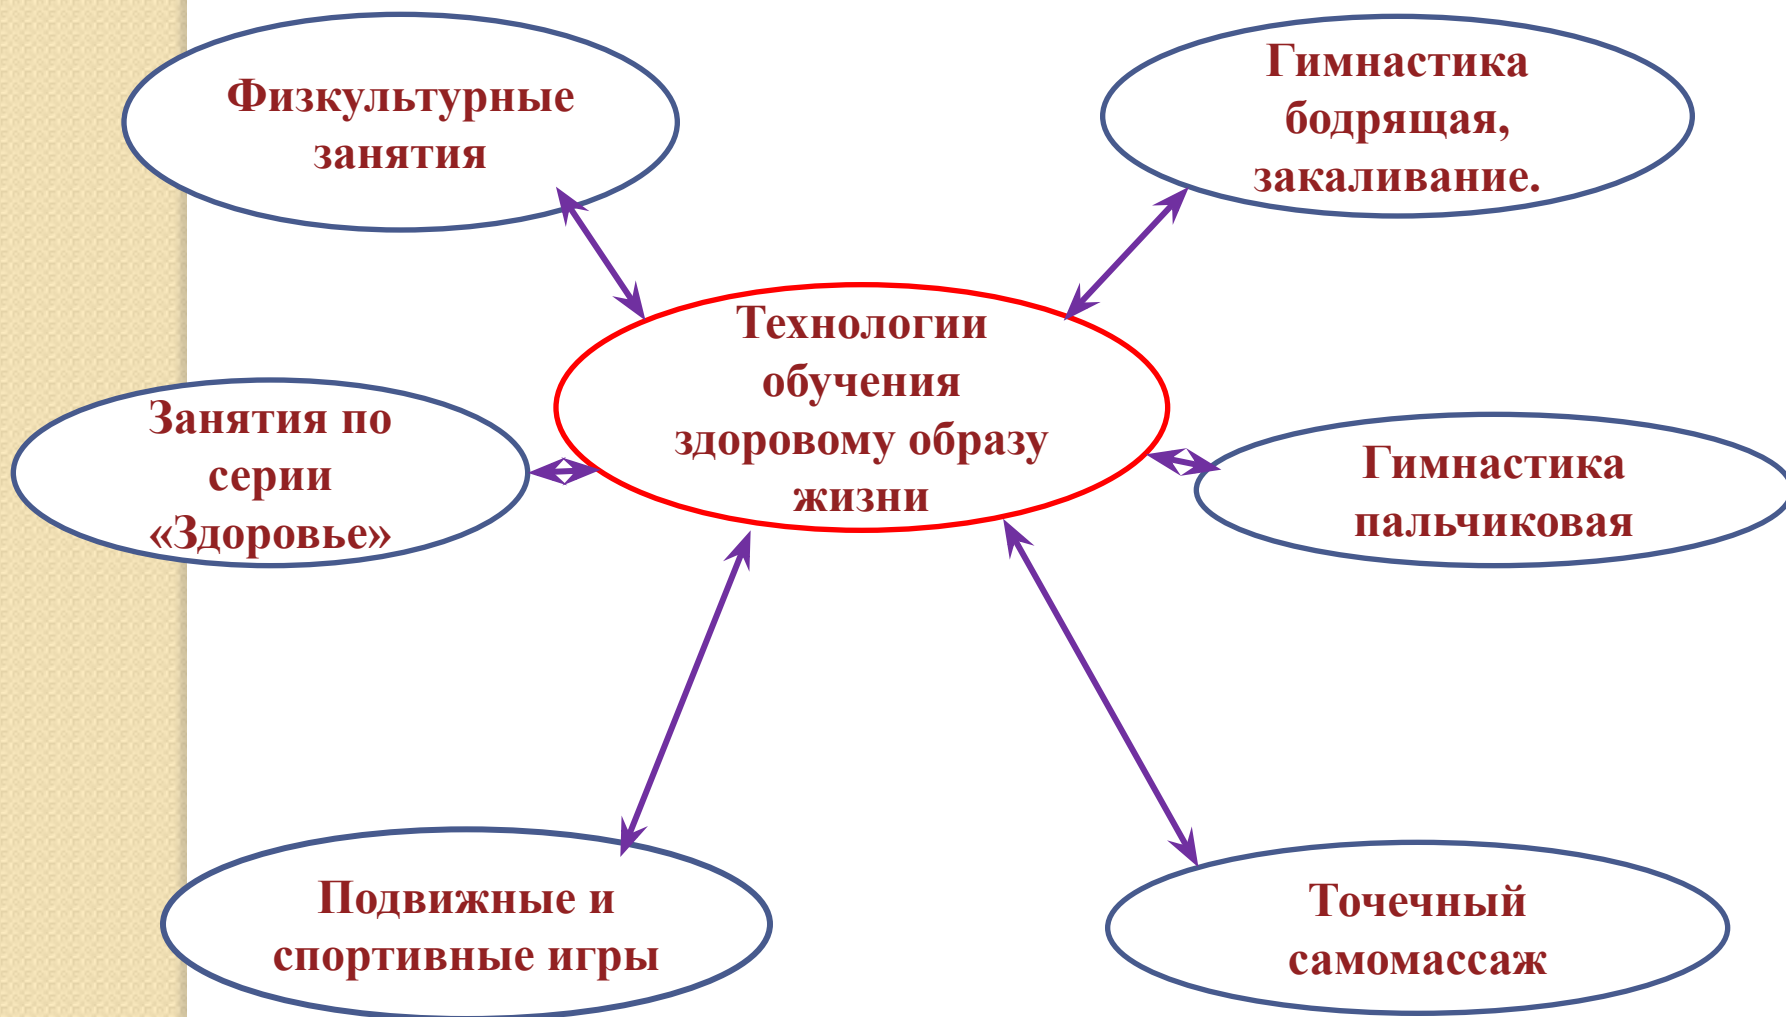 Физкультурные
занятия
Гимнастика
бодрящая,
закаливание.
Технологии
обучения
здоровому образу
жизни
Занятия по
серии
«Здоровье»
Гимнастика
пальчиковая
Подвижные и
спортивные игры
Точечный
самомассаж